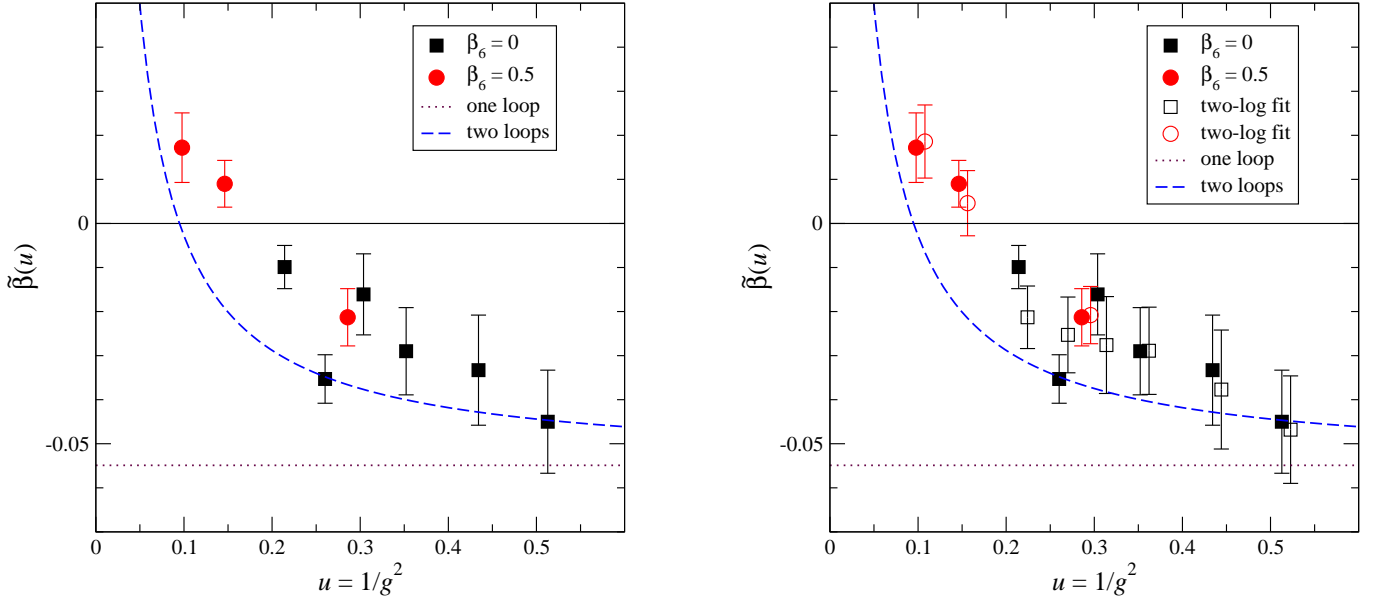 β₆ = 0
β₆ = 0.5
one loop
two loops
0
-0.05
β̃(u)
0
0.1
0.2
0.3
0.4
0.5
u = 1/g²
β₆ = 0
β₆ = 0.5
two-log fit
two-log fit
one loop
two loops
0
-0.05
β̃(u)
0
0.1
0.2
0.3
0.4
0.5
u = 1/g²